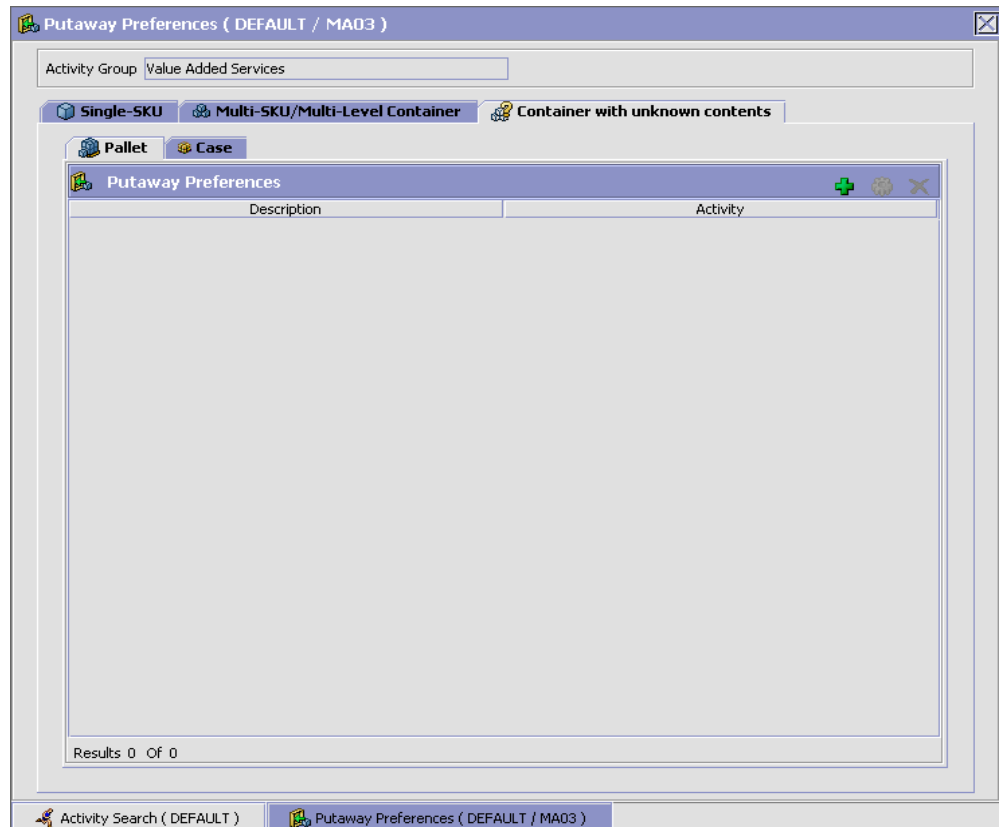 Putaway Preferences ( DEFAULT / MA03 )
Activity Group Value Added Services
Single-SKU Multi-SKU/Multi-Level Container Container with unknown contents
Pallet Case
Putaway Preferences
Description Activity
Results 0 Of 0
Activity Search ( DEFAULT ) Putaway Preferences ( DEFAULT / MA03 )